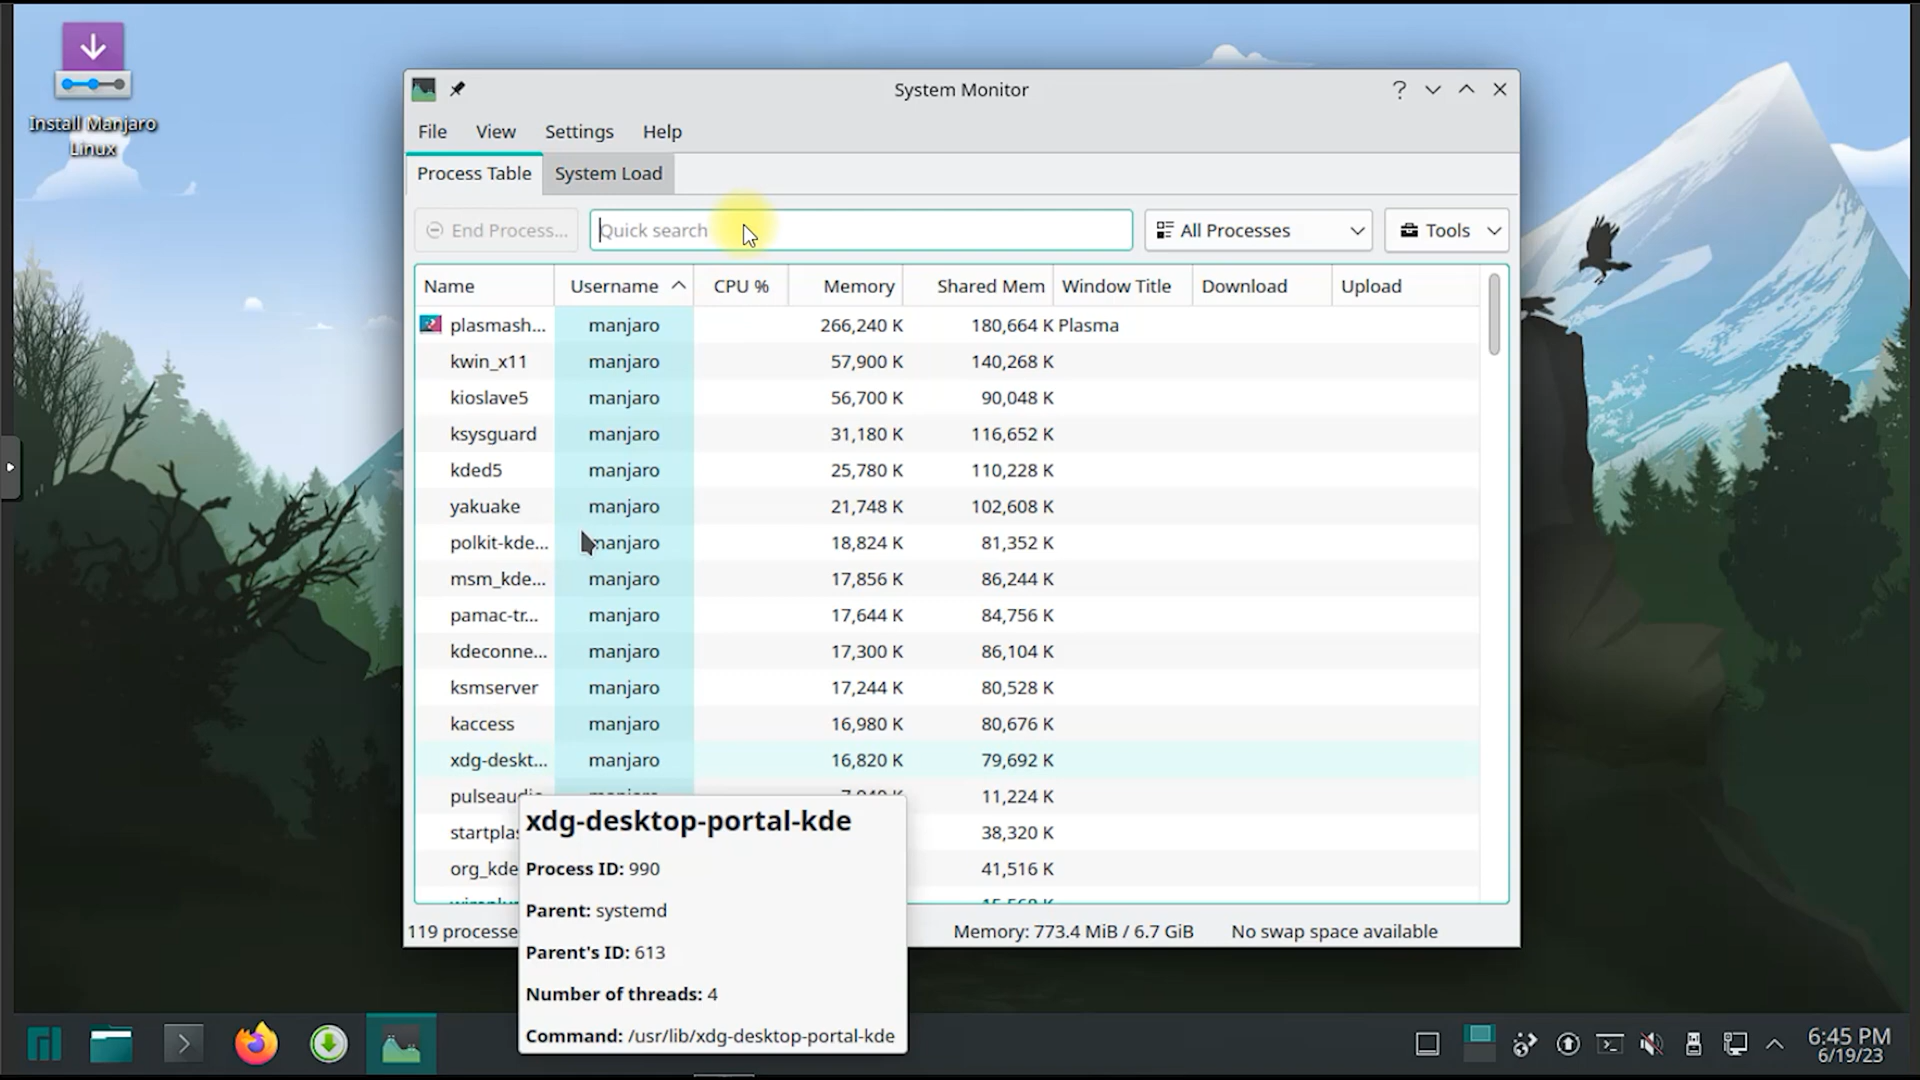 Install Manjaro
Linux
System Monitor
File View Settings Help
Process Table System Load
End Process... Quick search All Processes Tools
Name Username CPU % Memory Shared Mem Window Title Download Upload
plasmash... manjaro 266,240 K 180,664 K Plasma
kwin_x11 manjaro 57,900 K 140,268 K
kioslave5 manjaro 56,700 K 90,048 K
ksysguard manjaro 31,180 K 116,652 K
kded5 manjaro 25,780 K 110,228 K
yakuake manjaro 21,748 K 102,608 K
polkit-kde... manjaro 18,824 K 81,352 K
msm_kde... manjaro 17,856 K 86,244 K
pamac-tr... manjaro 17,644 K 84,756 K
kdeconne... manjaro 17,300 K 86,104 K
ksmserver manjaro 17,244 K 80,528 K
kaccess manjaro 16,980 K 80,676 K
xdg-deskt... manjaro 16,820 K 79,692 K
11,224 K
38,320 K
org_kde 41,516 K
xdg-desktop-portal-kde
Process ID: 990
Parent: systemd
Parent's ID: 613
Number of threads: 4
Command: /usr/lib/xdg-desktop-portal-kde
119 processe Memory: 773.4 MiB / 6.7 GiB No swap space available
6:45 PM
6/19/23